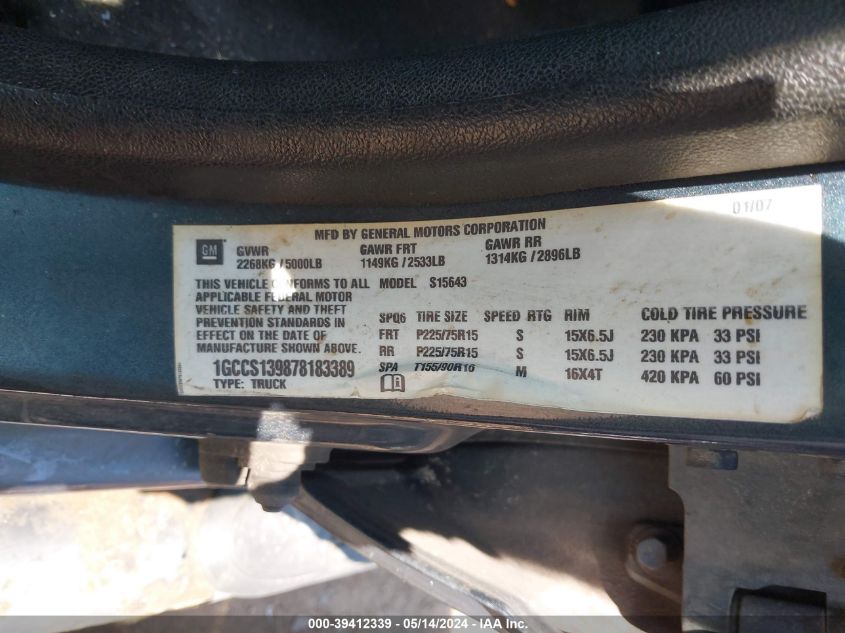 01/07
MFD BY GENERAL MOTORS CORPORATION
GM
GVWR GAWR FRT GAWR RR
2268KG / 5000LB 1149KG / 2533LB 1314KG / 2896LB
THIS VEHICLE CONFORMS TO ALL MODEL S15643
APPLICABLE FEDERAL MOTOR
VEHICLE SAFETY AND THEFT
PREVENTION STANDARDS IN
EFFECT ON THE DATE OF
MANUFACTURE SHOWN ABOVE.
1GCCS139878183389
TYPE: TRUCK
SPQ6 TIRE SIZE SPEED RTG RIM COLD TIRE PRESSURE
FRT P225/75R15 S 15X6.5J 230 KPA 33 PSI
RR P225/75R15 S 15X6.5J 230 KPA 33 PSI
SPA T155/90R16 M 16X4T 420 KPA 60 PSI
000-39412339 - 05/14/2024 - IAA Inc.